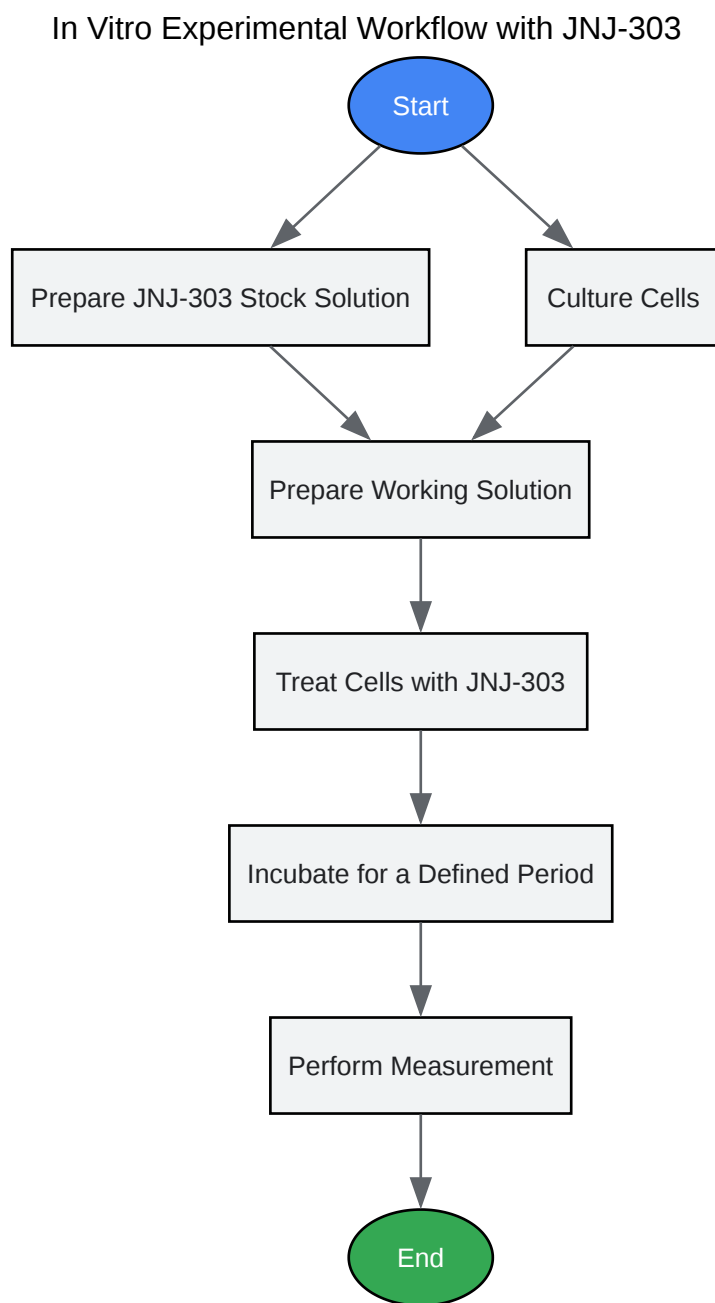 In Vitro Experimental Workflow with JNJ-303
Start
Prepare JNJ-303 Stock Solution
Culture Cells
Prepare Working Solution
Treat Cells with JNJ-303
Incubate for a Defined Period
Perform Measurement
End